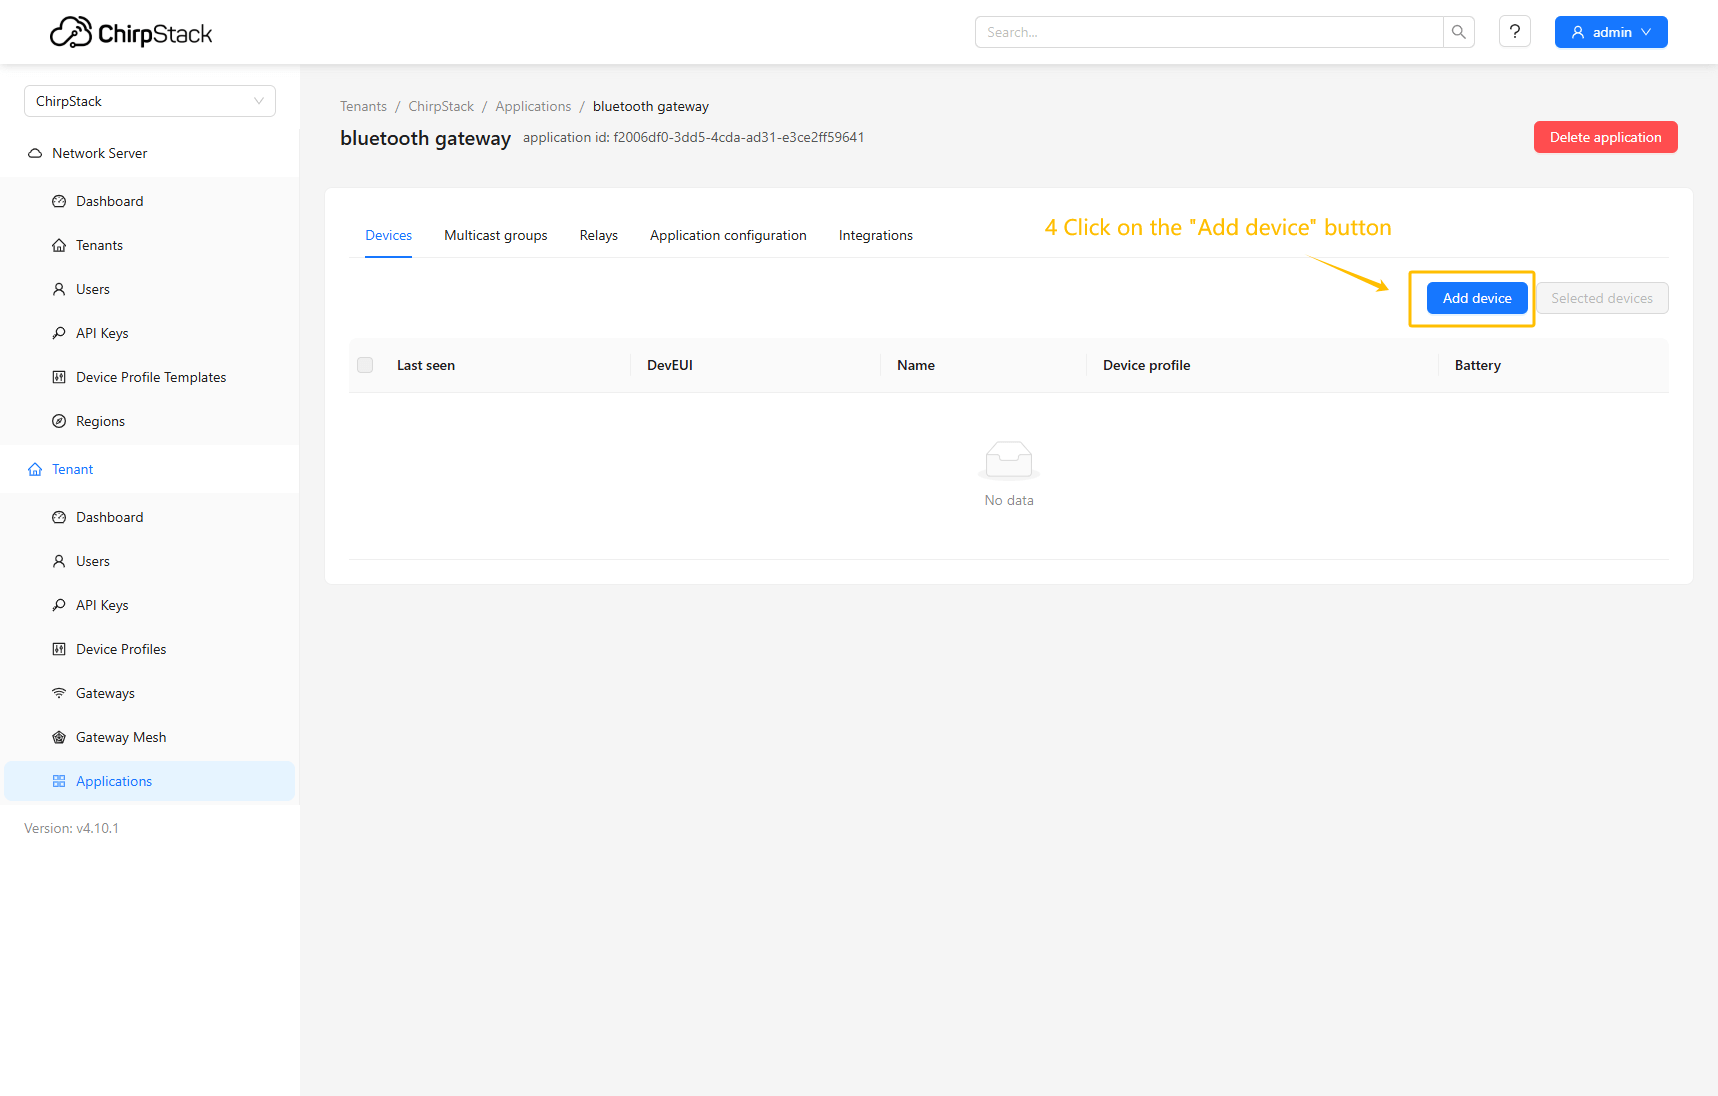 ChirpStack
Search...
?
admin
ChirpStack
Network Server
Dashboard
Tenants
Users
API Keys
Device Profile Templates
Regions
Tenant
Dashboard
Users
API Keys
Device Profiles
Gateways
Gateway Mesh
Applications
Version: v4.10.1
Tenants / ChirpStack / Applications / bluetooth gateway
bluetooth gateway application id: f2006df0-3dd5-4cda-ad31-e3ce2ff59641
Delete application
Devices Multicast groups Relays Application configuration Integrations
4 Click on the "Add device" button
Add device Selected devices
Last seen DevEUI Name Device profile Battery
No data